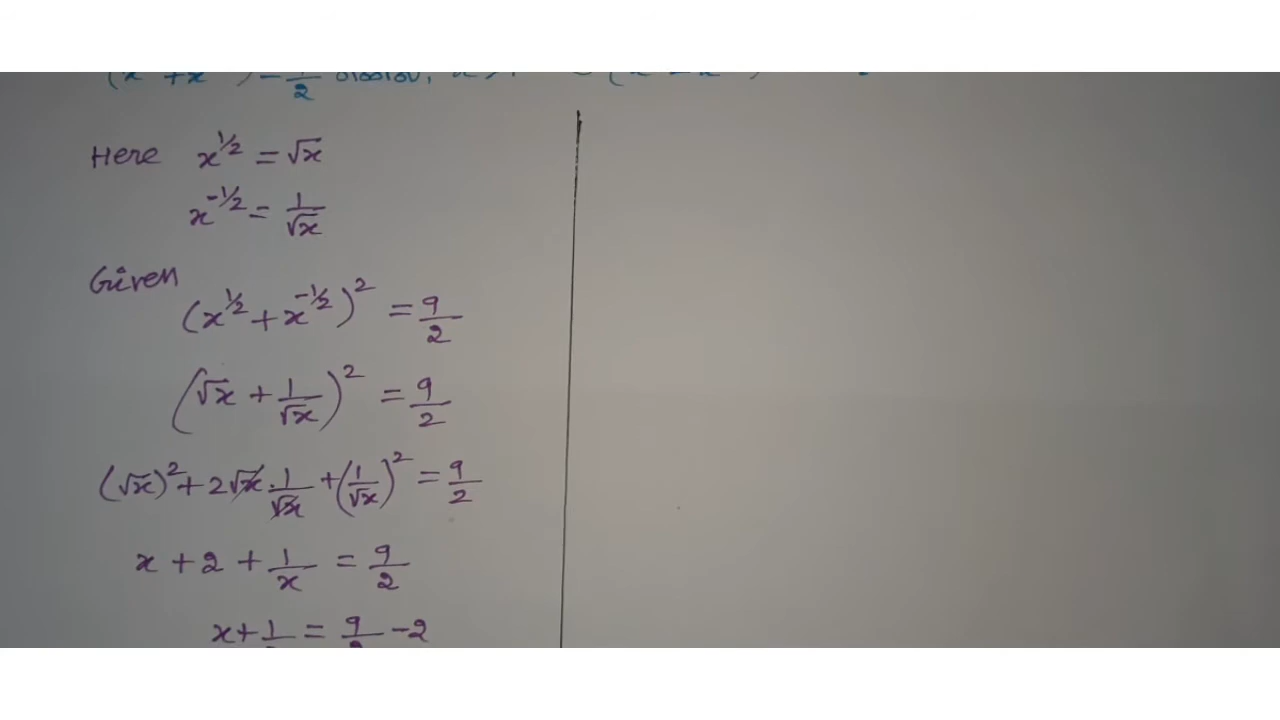 Here x^{1/2} = √x
x^{-1/2} = 1/√x
Given
(x^{1/2} + x^{-1/2})^2 = 9/2
(√x + 1/√x)^2 = 9/2
(√x)^2 + 2√x . 1/√x + (1/√x)^2 = 9/2
x + 2 + 1/x = 9/2
x + 1/ = 9/ - 2